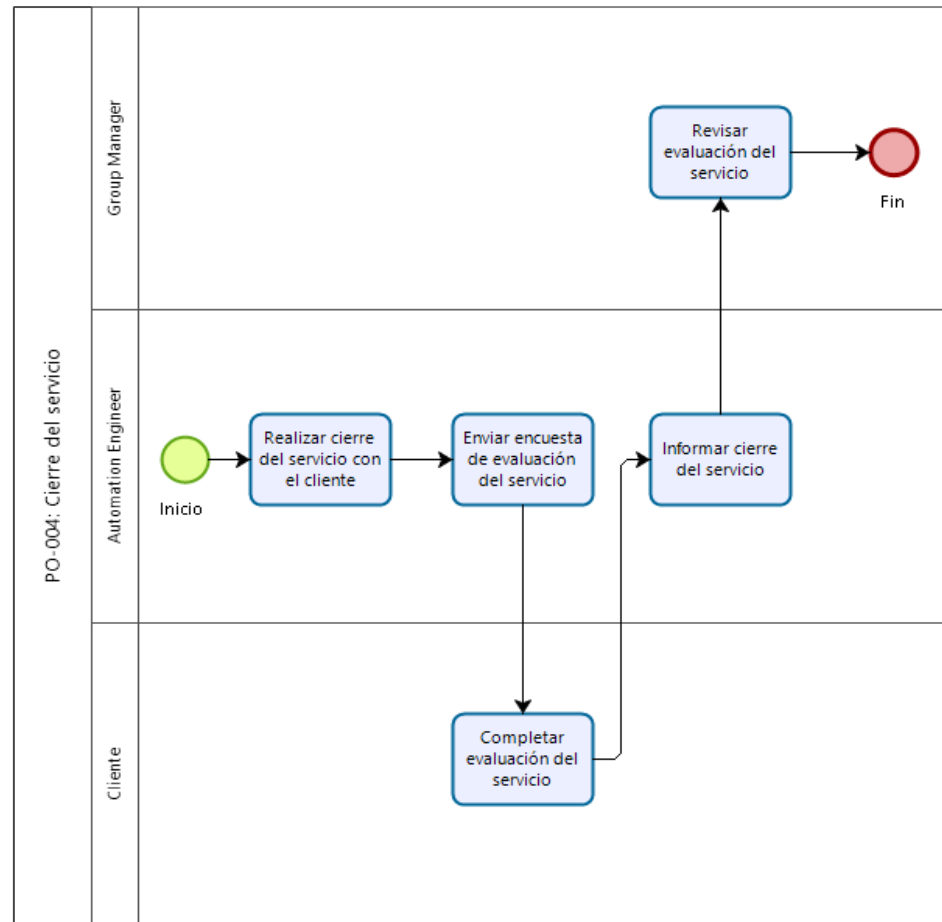 PO-004: Cierre del servicio
Group Manager
Revisar
evaluación del
servicio
Fin
Automation Engineer
Inicio
Realizar cierre
del servicio con
el cliente
Enviar encuesta
de evaluación
del servicio
Informar cierre
del servicio
Cliente
Completar
evaluación del
servicio